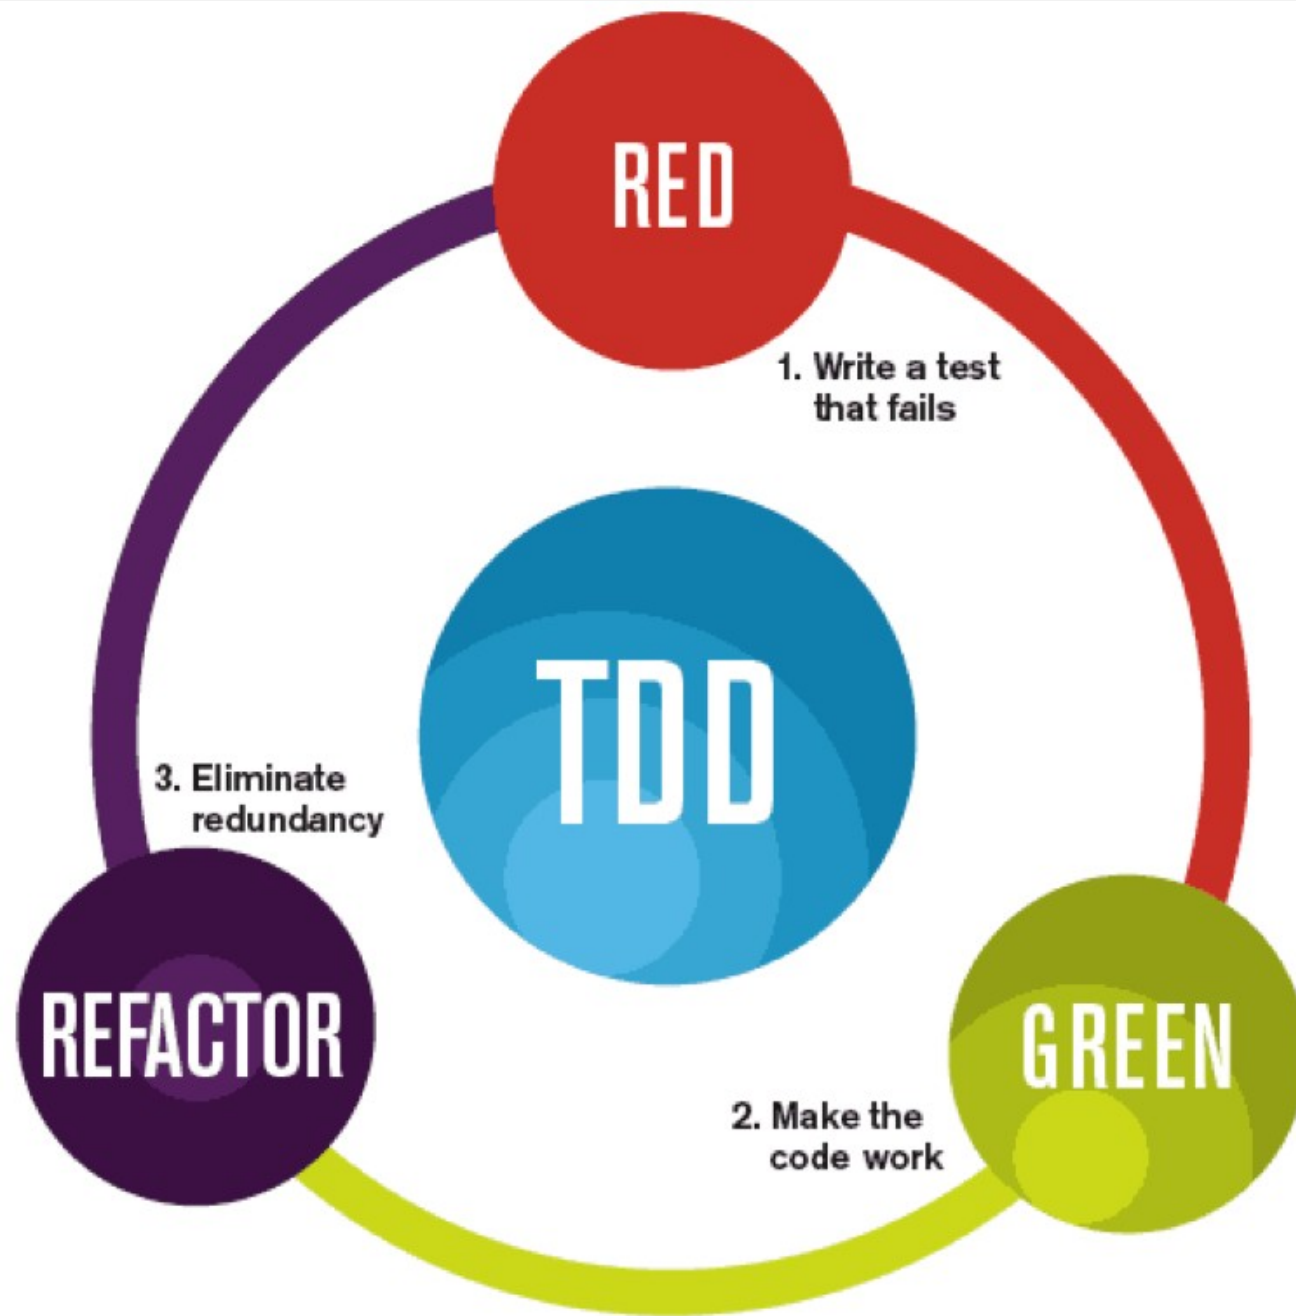 RED
1. Write a test
that fails
TDD
3. Eliminate
redundancy
REFACTOR
GREEN
2. Make the
code work